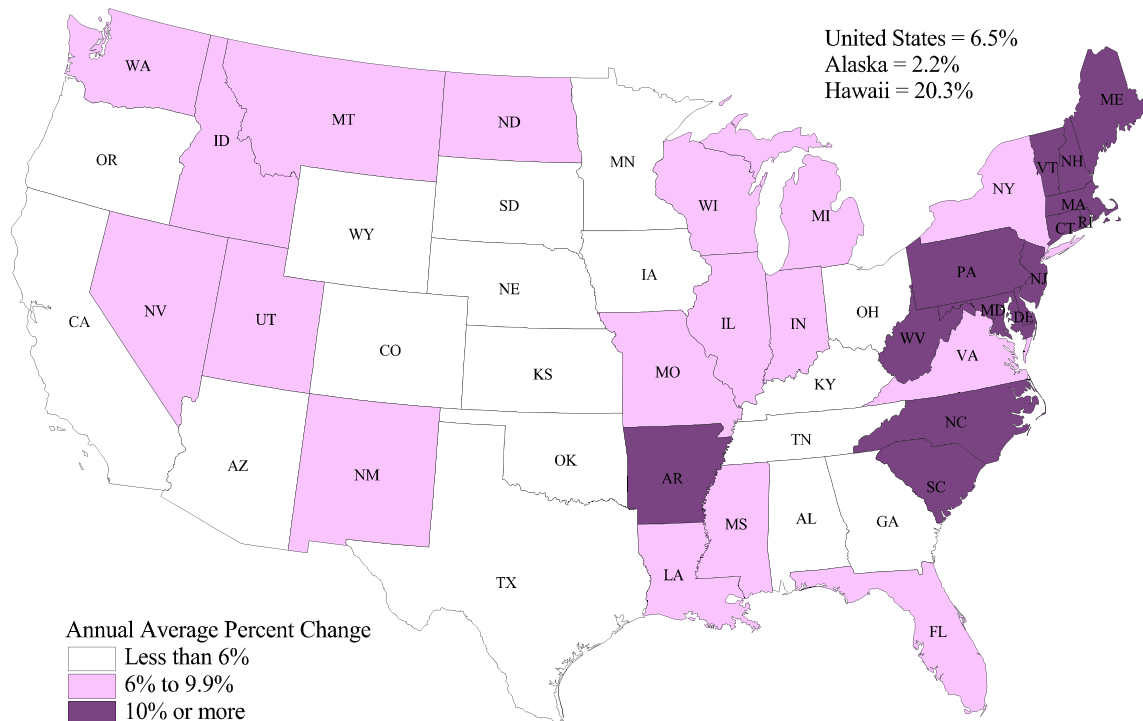 United States = 6.5%
Alaska = 2.2%
Hawaii = 20.3%
WA
MT
ND
ME
OR
ID
MN
VT
NH
SD
WI
MI
NY
MA
WY
CT
RI
IA
PA
NE
NJ
NV
UT
CA
CO
IL
IN
OH
MD
DE
WV
VA
KS
MO
KY
AZ
NM
OK
AR
TN
NC
SC
MS
AL
GA
TX
LA
FL
Annual Average Percent Change
Less than 6%
6% to 9.9%
10% or more